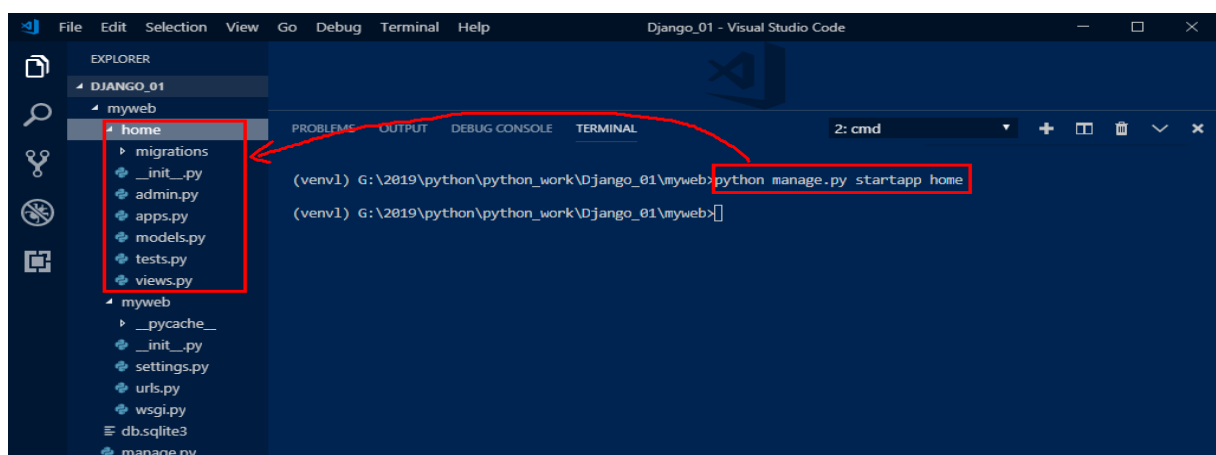 File Edit Selection View Go Debug Terminal Help Django_01 - Visual Studio Code
EXPLORER
DJANGO_01
myweb
home
migrations
__init__.py
admin.py
apps.py
models.py
tests.py
views.py
myweb
__pycache__
__init__.py
settings.py
urls.py
wsgi.py
db.sqlite3
manage.py
PROBLEMS OUTPUT DEBUG CONSOLE TERMINAL 2: cmd
(venv1) G:\2019\python\python_work\Django_01\myweb>python manage.py startapp home
(venv1) G:\2019\python\python_work\Django_01\myweb>